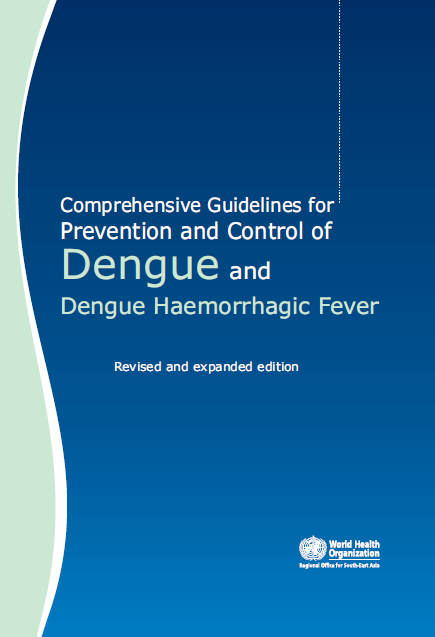 Comprehensive Guidelines for
Prevention and Control of
Dengue and
Dengue Haemorrhagic Fever
Revised and expanded edition
World Health
Organization
Regional Office for South-East Asia